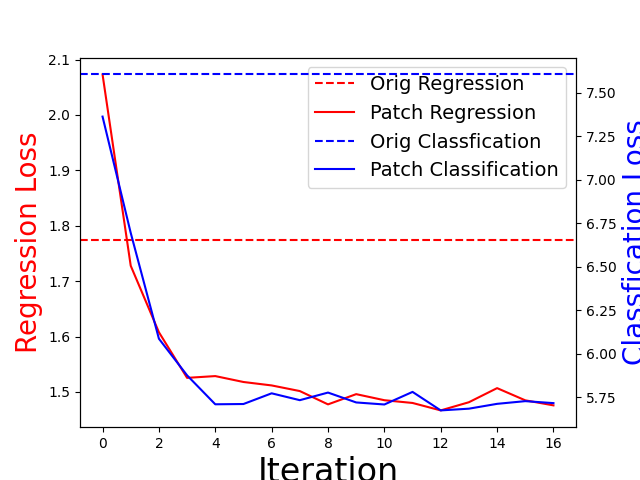 2.1
2.0
1.9
1.8
1.7
1.6
1.5
Regression Loss
Orig Regression
Patch Regression
Orig Classfication
Patch Classification
7.50
7.25
7.00
6.75
6.50
6.25
6.00
5.75
Classfication Loss
0 2 4 6 8 10 12 14 16
Iteration